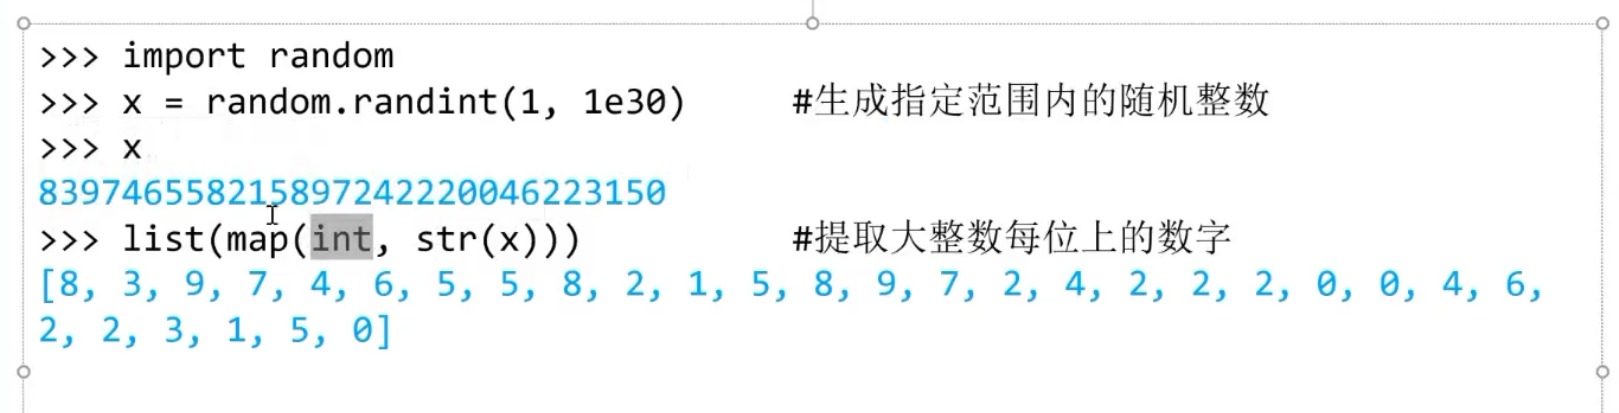 >>> import random
>>> x = random.randint(1, 1e30) #生成指定范围内的随机整数
>>> x
839746558215897242220046223150
>>> list(map(int, str(x))) #提取大整数每位上的数字
[8, 3, 9, 7, 4, 6, 5, 5, 8, 2, 1, 5, 8, 9, 7, 2, 4, 2, 2, 2, 0, 0, 4, 6,
2, 2, 3, 1, 5, 0]